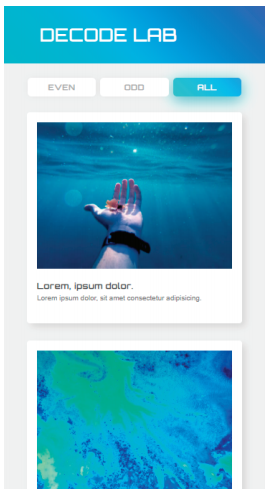 DECODE LAB
EVEN ODD ALL
Lorem, ipsum dolor.
Lorem ipsum dolor, sit amet consectetur adipisicing.